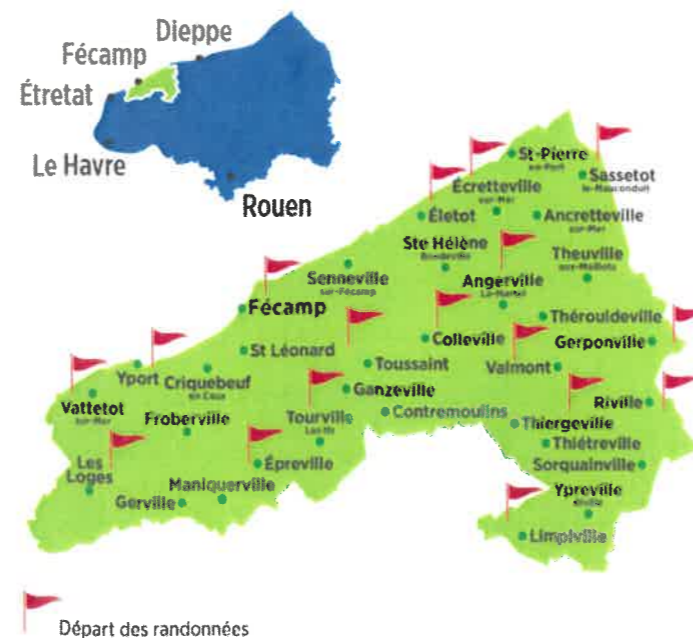 Dieppe
Fécamp
Étretat
Le Havre
Rouen
St-Pierre
en-Port
Sassetot
le-Mauconduit
Écretteville
sur-Mer
Életot
Ancretteville
sur-Mer
Ste Hélène
Bondeville
Theuville
aux-Maillots
Senneville
sur-Fécamp
Angerville
La-Martel
Fécamp
Thérouldeville
Colleville
Gerponville
St Léonard
Yport
Criquebeuf
en Caux
Toussaint
Valmont
Vattetot
sur-Mer
Ganzeville
Riville
Froberville
Tourville
Les Ifs
Contremoulins
Thiergeville
Thiétreville
Les
Loges
Épreville
Sorquainville
Maniquerville
Gerville
Ypreville
Biville
Limpiville
Départ des randonnées